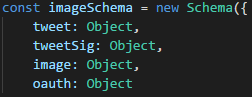 const imageSchema = new Schema({
    tweet: Object,
    tweetSig: Object,
    image: Object,
    oauth: Object